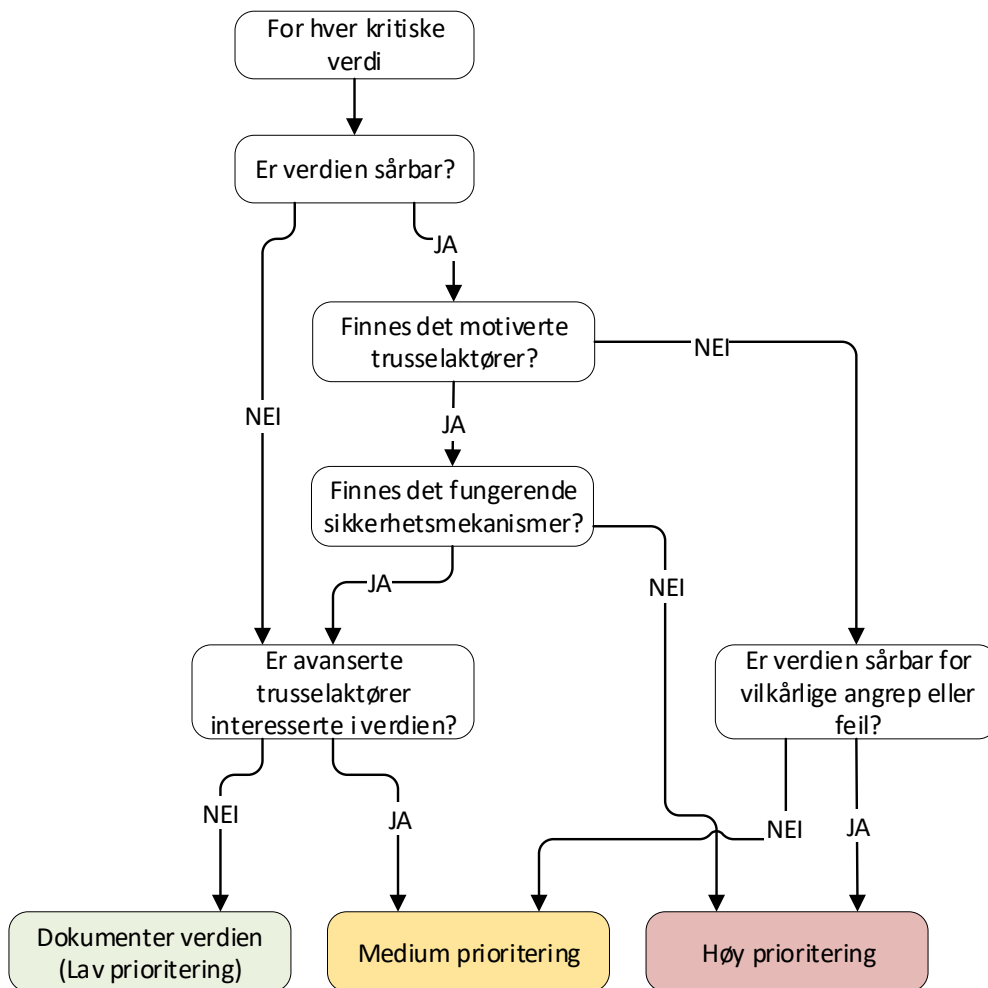 For hver kritiske
verdi
Er verdien sårbar?
JA
Finnes det motiverte
trusselaktører?
NEI
NEI
JA
Finnes det fungerende
sikkerhetsmekanismer?
JA
NEI
Er avanserte
trusselaktører
interesserte i verdien?
Er verdien sårbar for
vilkårlige angrep eller
feil?
NEI
JA
NEI
JA
Dokumenter verdien
(Lav prioritering)
Medium prioritering
Høy prioritering